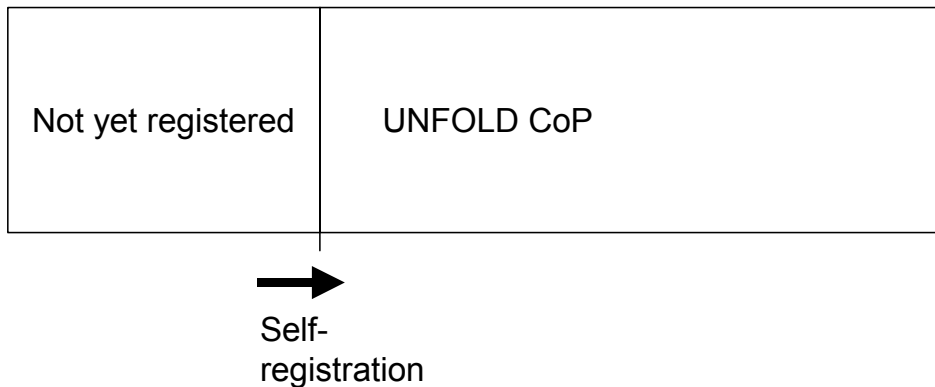 Not yet registered
UNFOLD CoP
Self-
registration